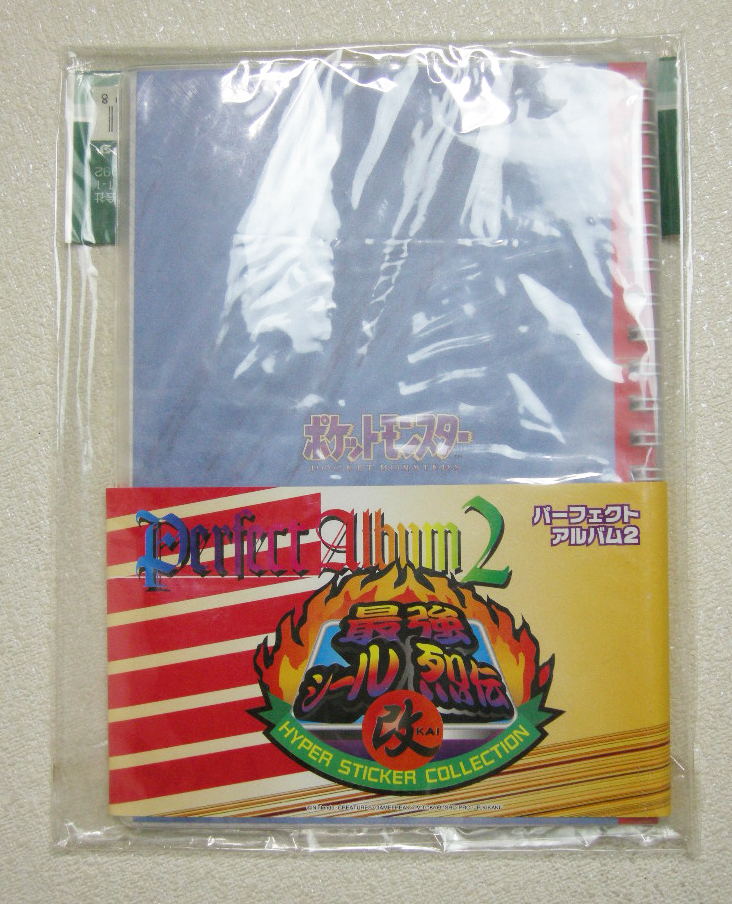 ポケットモンスター
POCKET MONSTERS
Perfect Album 2
パーフェクト
アルバム2
最強
シール烈伝
改 KAI
HYPER STICKER COLLECTION